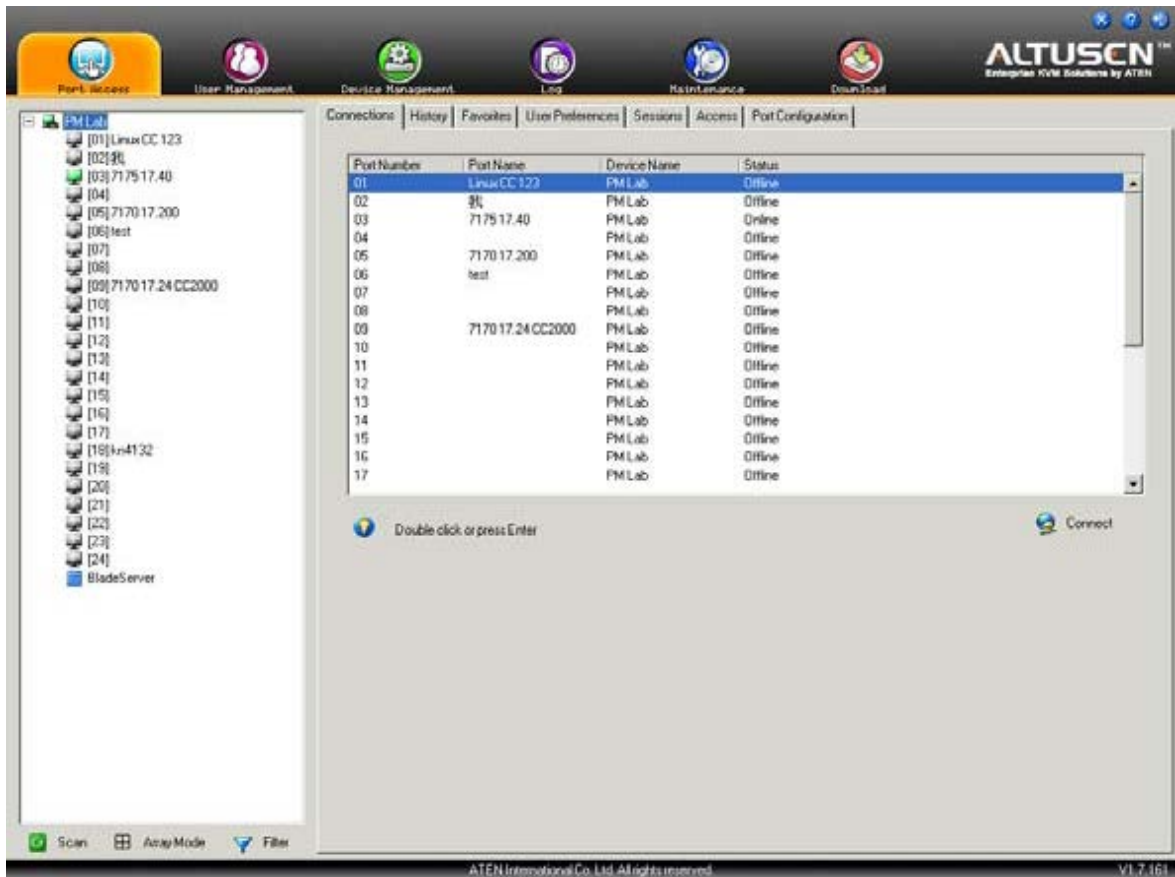 ALTUSCN™
Enterprise KVM Solutions by ATEN
Port Access
User Management
Device Management
Log
Maintenance
Download
PM Lab
[01] Linux CC 123
[02] 我
[03] 7175 17.40
[04]
[05] 7170 17.200
[06] test
[07]
[08]
[09] 7170 17.24 CC2000
[10]
[11]
[12]
[13]
[14]
[15]
[16]
[17]
[18] kn4132
[19]
[20]
[21]
[22]
[23]
[24]
BladeServer
Scan Array Mode Filter
Connections History Favorites User Preferences Sessions Access Port Configuration
Port Number Port Name Device Name Status
01 Linux CC 123 PM Lab Offline
02 我 PM Lab Offline
03 7175 17.40 PM Lab Online
04 PM Lab Offline
05 7170 17.200 PM Lab Offline
06 test PM Lab Offline
07 PM Lab Offline
08 PM Lab Offline
09 7170 17.24 CC2000 PM Lab Offline
10 PM Lab Offline
11 PM Lab Offline
12 PM Lab Offline
13 PM Lab Offline
14 PM Lab Offline
15 PM Lab Offline
16 PM Lab Offline
17 PM Lab Offline
Double click or press Enter
Connect
ATEN International Co. Ltd. All rights reserved.
V1.7.161